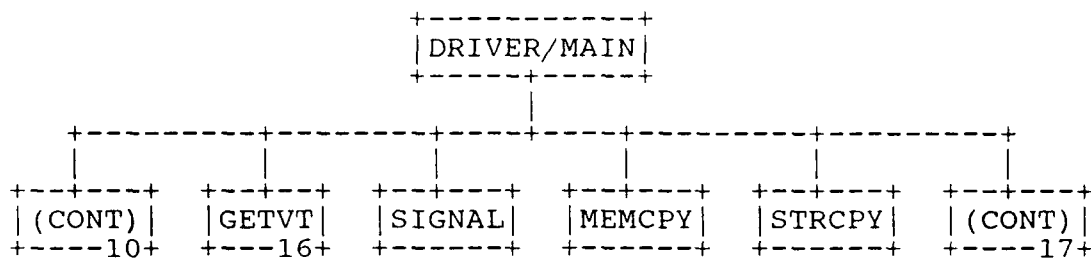 DRIVER/MAIN
(CONT) GETVT SIGNAL MEMCPY STRCPY (CONT)
10 16 17